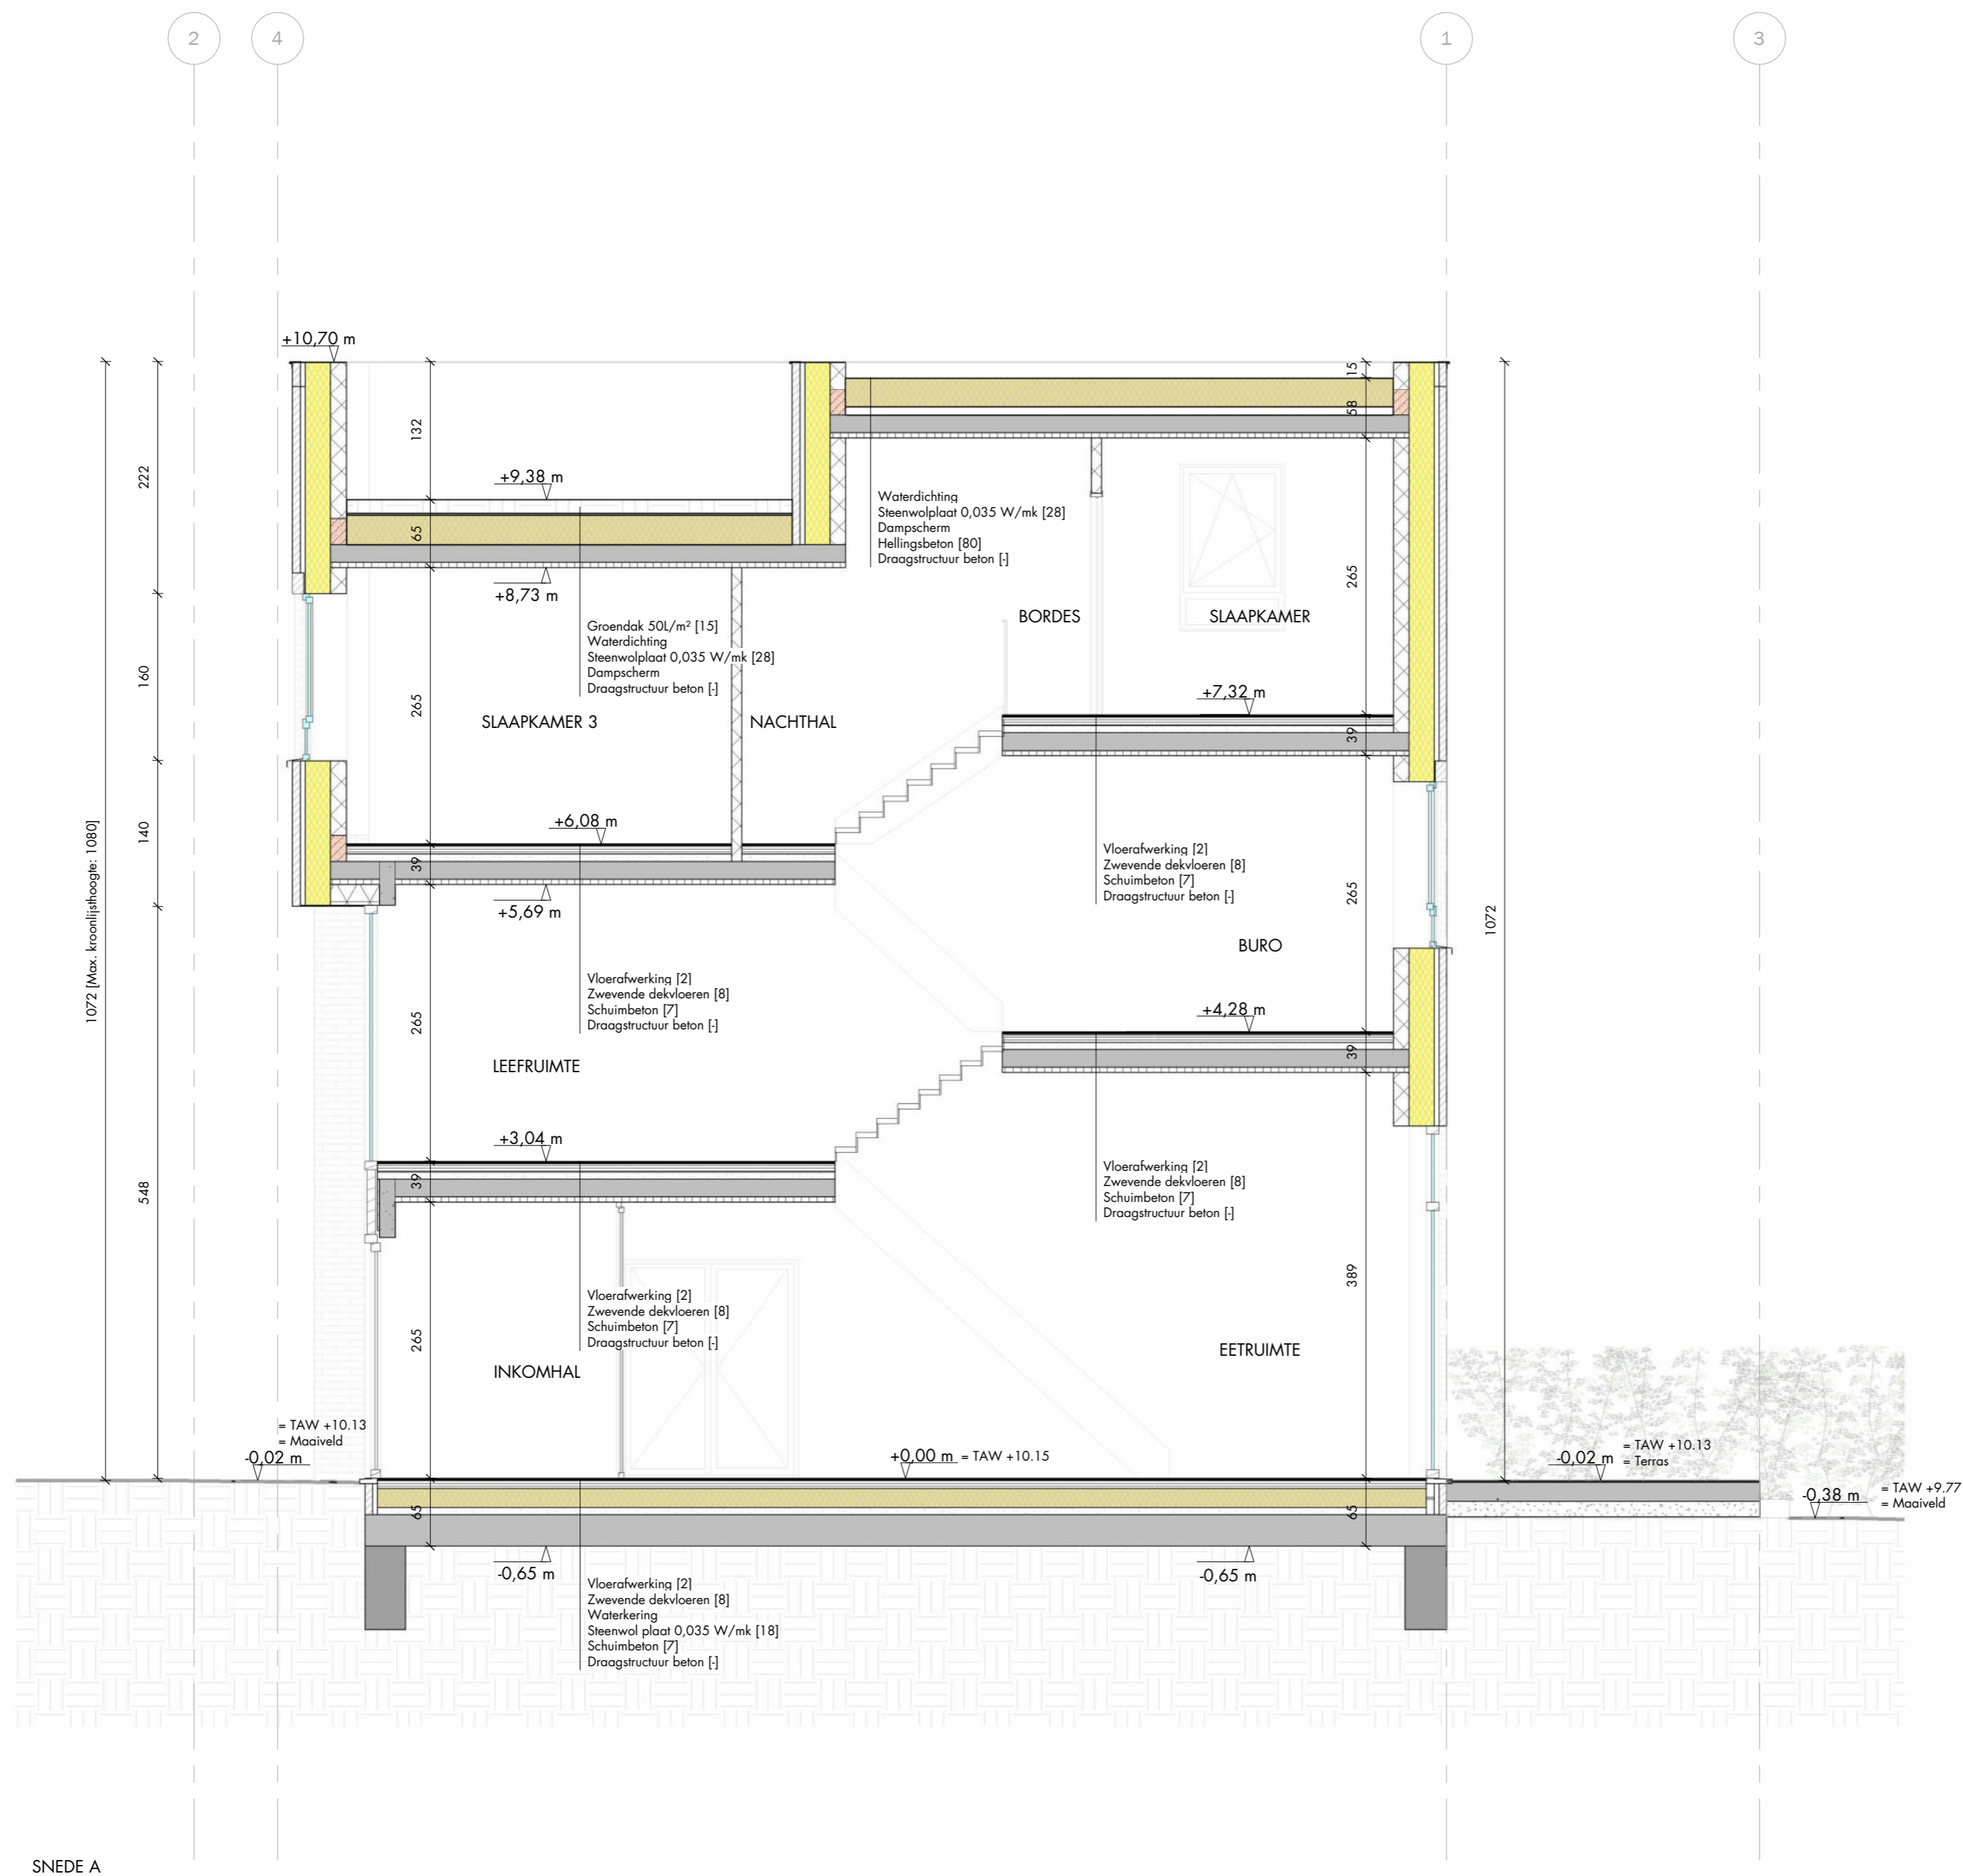 2
4
1
3
+10,70 m
15
58
132
222
+9,38 m
65
Waterdichting
Steenwolplaat 0,035 W/mk [28]
Dampscherm
Hellingsbeton [80]
Draagstructuur beton [-]
265
+8,73 m
BORDES
SLAAPKAMER
Groendak 50L/m² [15]
Waterdichting
Steenwolplaat 0,035 W/mk [28]
Dampscherm
Draagstructuur beton [-]
160
265
+7,32 m
SLAAPKAMER 3
NACHTHAL
39
+6,08 m
140
39
Vloerafwerking [2]
Zwevende dekvloeren [8]
Schuimbeton [7]
Draagstructuur beton [-]
265
1072 [Max. kroonlijsthoogte: 1080]
1072
+5,69 m
BURO
Vloerafwerking [2]
Zwevende dekvloeren [8]
Schuimbeton [7]
Draagstructuur beton [-]
265
+4,28 m
39
LEEFRUIMTE
+3,04 m
39
548
Vloerafwerking [2]
Zwevende dekvloeren [8]
Schuimbeton [7]
Draagstructuur beton [-]
389
Vloerafwerking [2]
Zwevende dekvloeren [8]
Schuimbeton [7]
Draagstructuur beton [-]
265
EETRUIMTE
INKOMHAL
= TAW +10.13
= Maaiveld
-0,02 m
+0,00 m = TAW +10.15
= TAW +10.13
-0,02 m = Terras
-0,38 m = TAW +9.77
= Maaiveld
65
65
-0,65 m
-0,65 m
Vloerafwerking [2]
Zwevende dekvloeren [8]
Waterkering
Steenwol plaat 0,035 W/mk [18]
Schuimbeton [7]
Draagstructuur beton [-]
SNEDE A